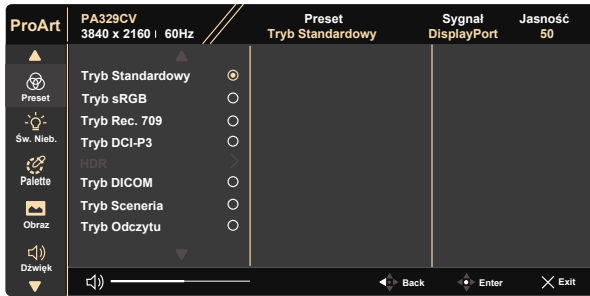 ProArt
PA329CV
3840 x 2160 | 60Hz
Preset
Tryb Standardowy
Sygnał
DisplayPort
Jasność
50
Preset
Św. Nieb.
Palette
Obraz
Dźwięk
Tryb Standardowy
Tryb sRGB
Tryb Rec. 709
Tryb DCI-P3
HDR
Tryb DICOM
Tryb Sceneria
Tryb Odczytu
Back
Enter
Exit